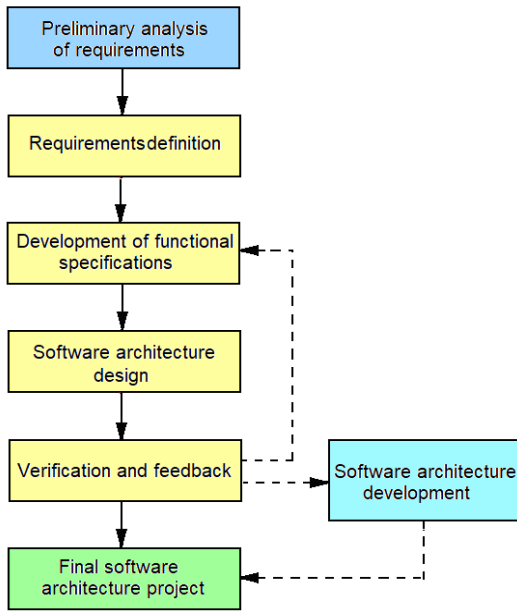 Preliminary analysis
of requirements
Requirementsdefinition
Development of functional
specifications
Software architecture
design
Verification and feedback
Software architecture
development
Final software
architecture project